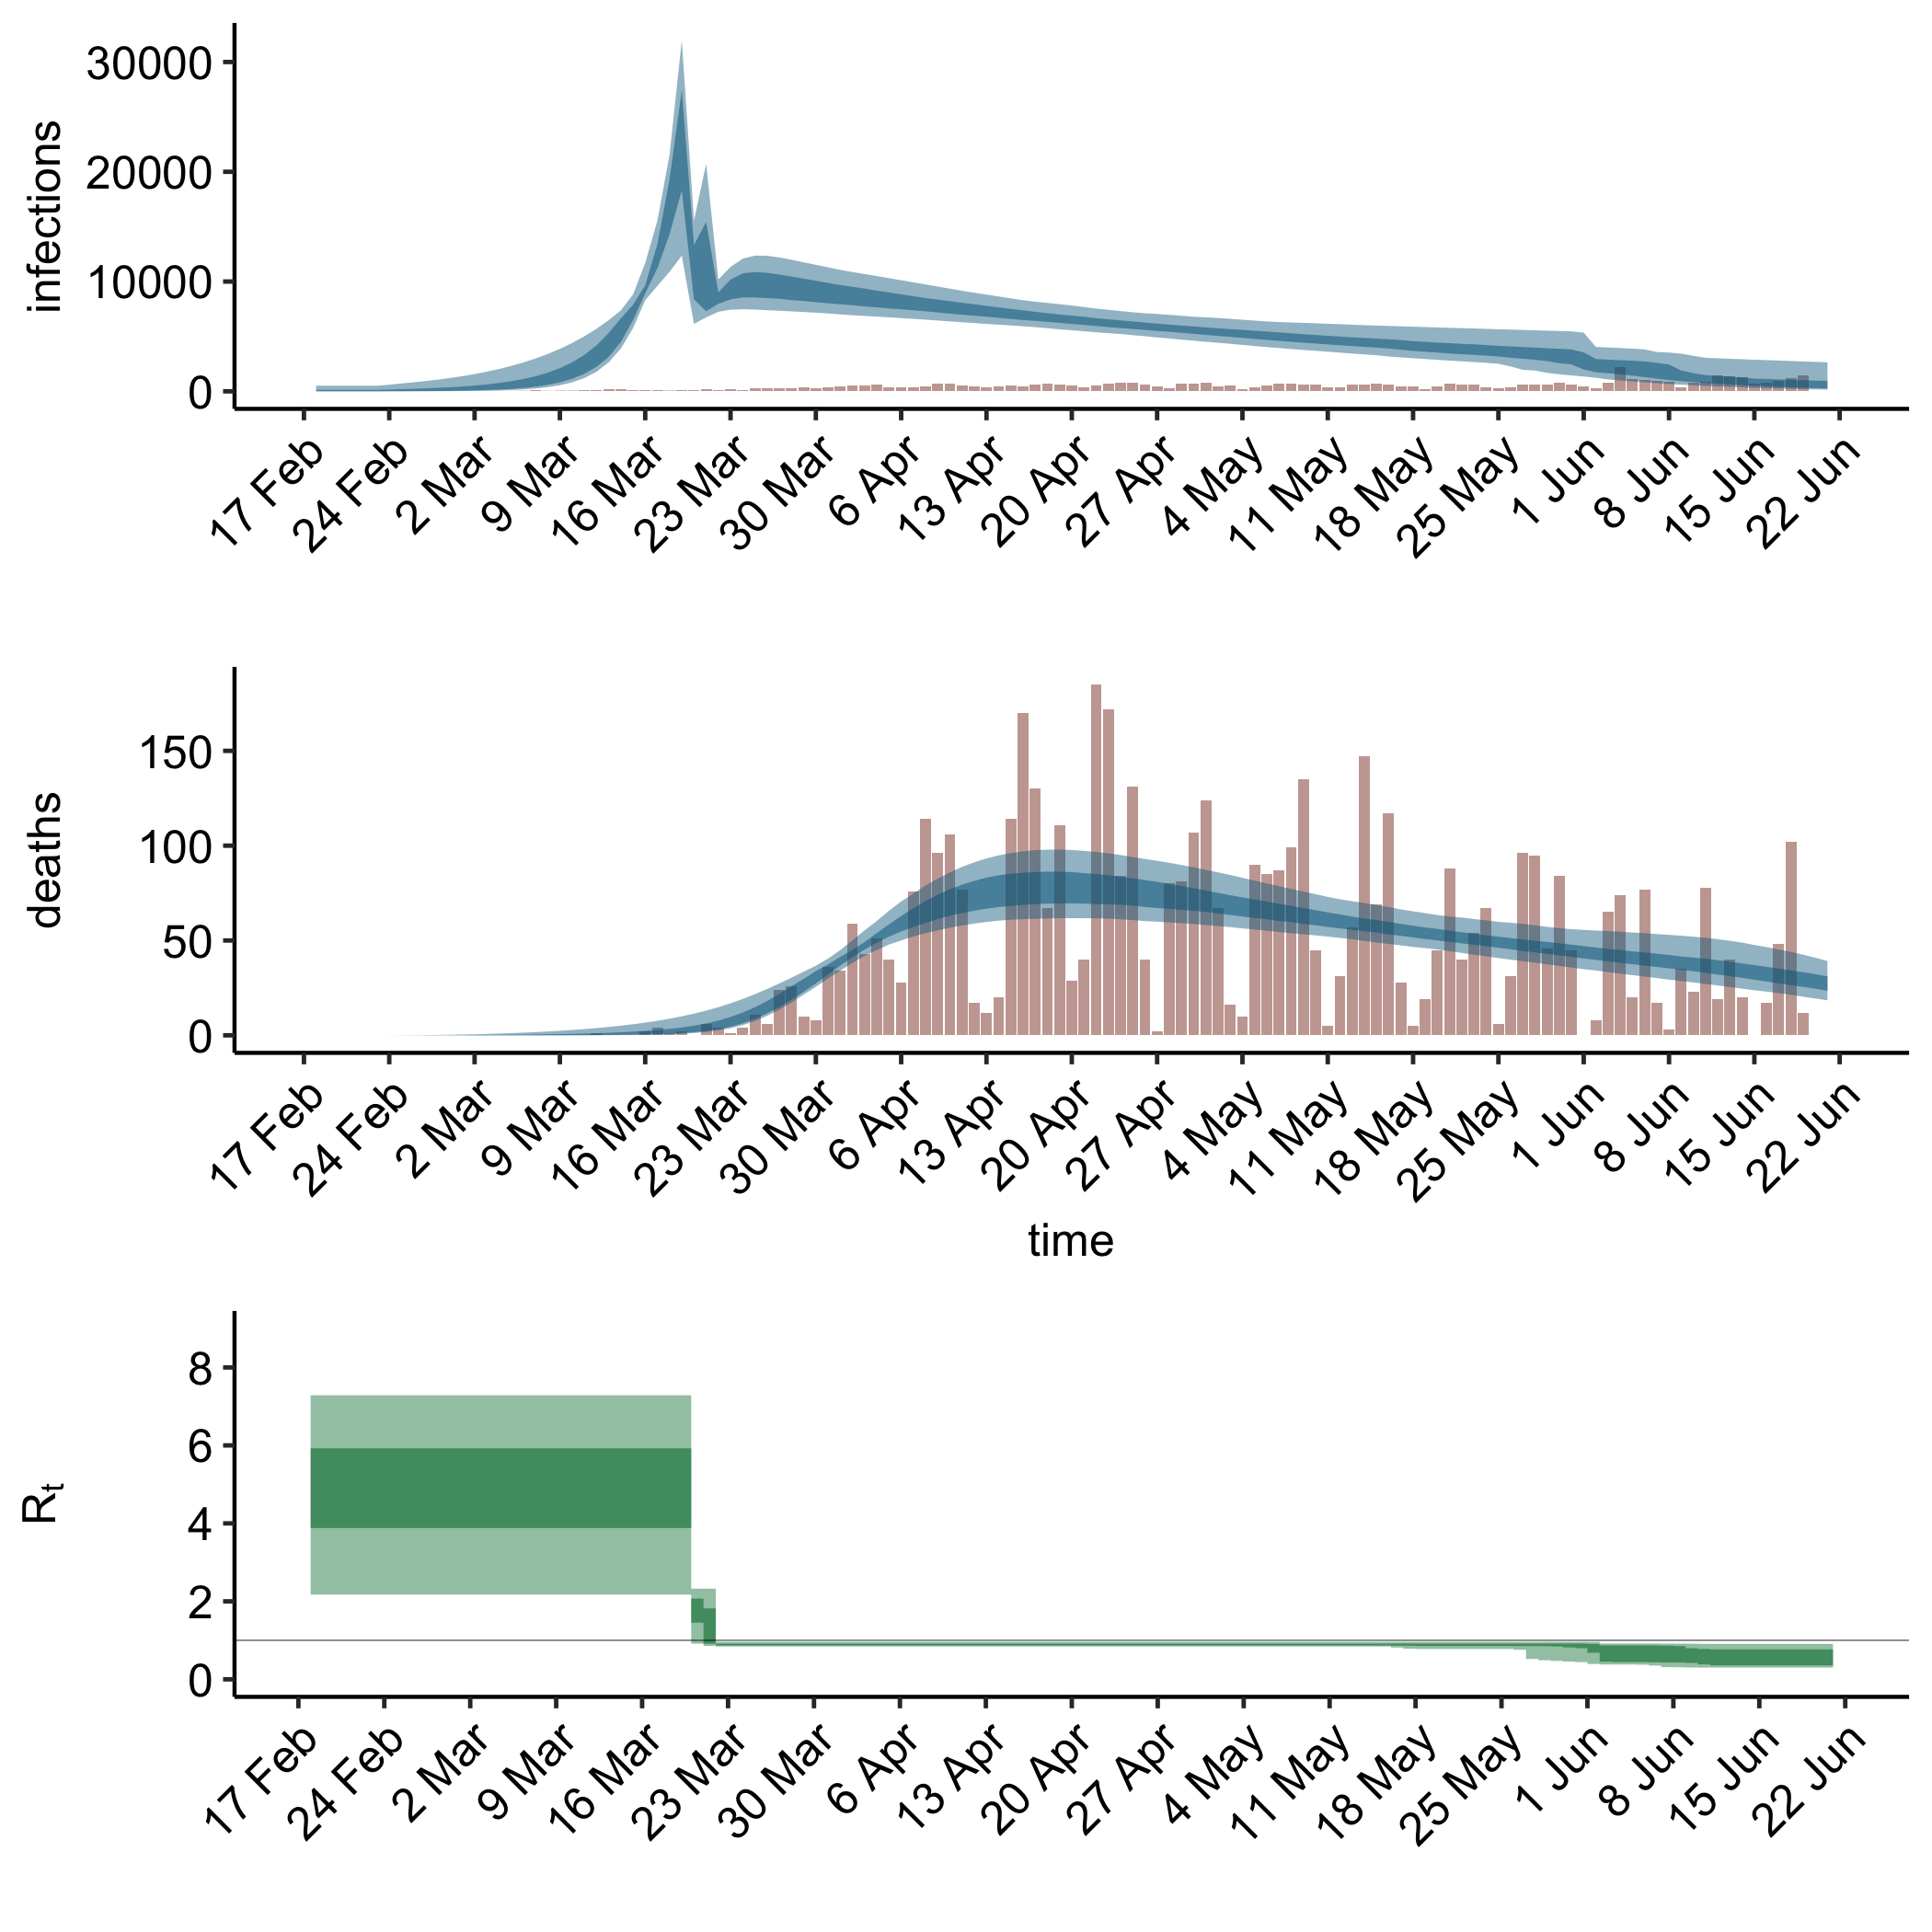 infections
30000
20000
10000
0
17 Feb
24 Feb
2 Mar
9 Mar
16 Mar
23 Mar
30 Mar
6 Apr
13 Apr
20 Apr
27 Apr
4 May
11 May
18 May
25 May
1 Jun
8 Jun
15 Jun
22 Jun
deaths
150
100
50
0
17 Feb
24 Feb
2 Mar
9 Mar
16 Mar
23 Mar
30 Mar
6 Apr
13 Apr
20 Apr
27 Apr
4 May
11 May
18 May
25 May
1 Jun
8 Jun
15 Jun
22 Jun
time
Rt
8
6
4
2
0
17 Feb
24 Feb
2 Mar
9 Mar
16 Mar
23 Mar
30 Mar
6 Apr
13 Apr
20 Apr
27 Apr
4 May
11 May
18 May
25 May
1 Jun
8 Jun
15 Jun
22 Jun